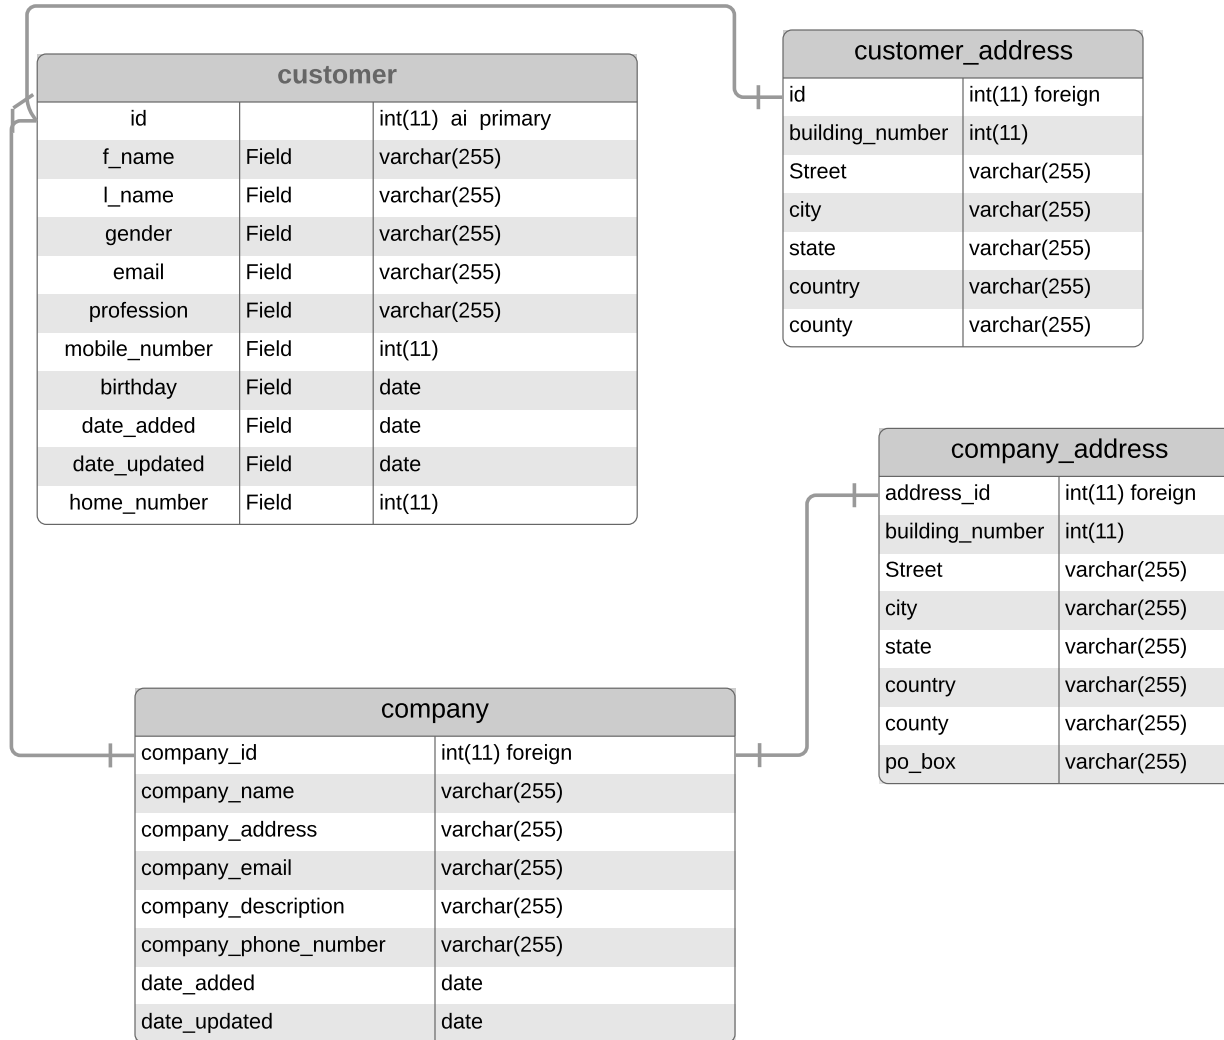 customer
id int(11) ai primary
f_name Field varchar(255)
l_name Field varchar(255)
gender Field varchar(255)
email Field varchar(255)
profession Field varchar(255)
mobile_number Field int(11)
birthday Field date
date_added Field date
date_updated Field date
home_number Field int(11)
customer_address
id int(11) foreign
building_number int(11)
Street varchar(255)
city varchar(255)
state varchar(255)
country varchar(255)
county varchar(255)
company_address
address_id int(11) foreign
building_number int(11)
Street varchar(255)
city varchar(255)
state varchar(255)
country varchar(255)
county varchar(255)
po_box varchar(255)
company
company_id int(11) foreign
company_name varchar(255)
company_address varchar(255)
company_email varchar(255)
company_description varchar(255)
company_phone_number varchar(255)
date_added date
date_updated date